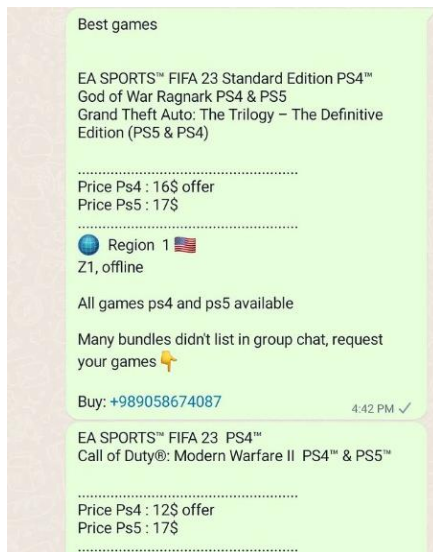 Best games
EA SPORTS™ FIFA 23 Standard Edition PS4™
God of War Ragnark PS4 & PS5
Grand Theft Auto: The Trilogy – The Definitive
Edition (PS5 & PS4)
.......................................................
Price Ps4 : 16$ offer
Price Ps5 : 17$
.......................................................
🌐 Region 1 🇺🇸
Z1, offline
All games ps4 and ps5 available
Many bundles didn't list in group chat, request
your games 👇
Buy: +989058674087
4:42 PM ✓
EA SPORTS™ FIFA 23 PS4™
Call of Duty®: Modern Warfare II PS4™ & PS5™
.......................................................
Price Ps4 : 12$ offer
Price Ps5 : 17$
.......................................................